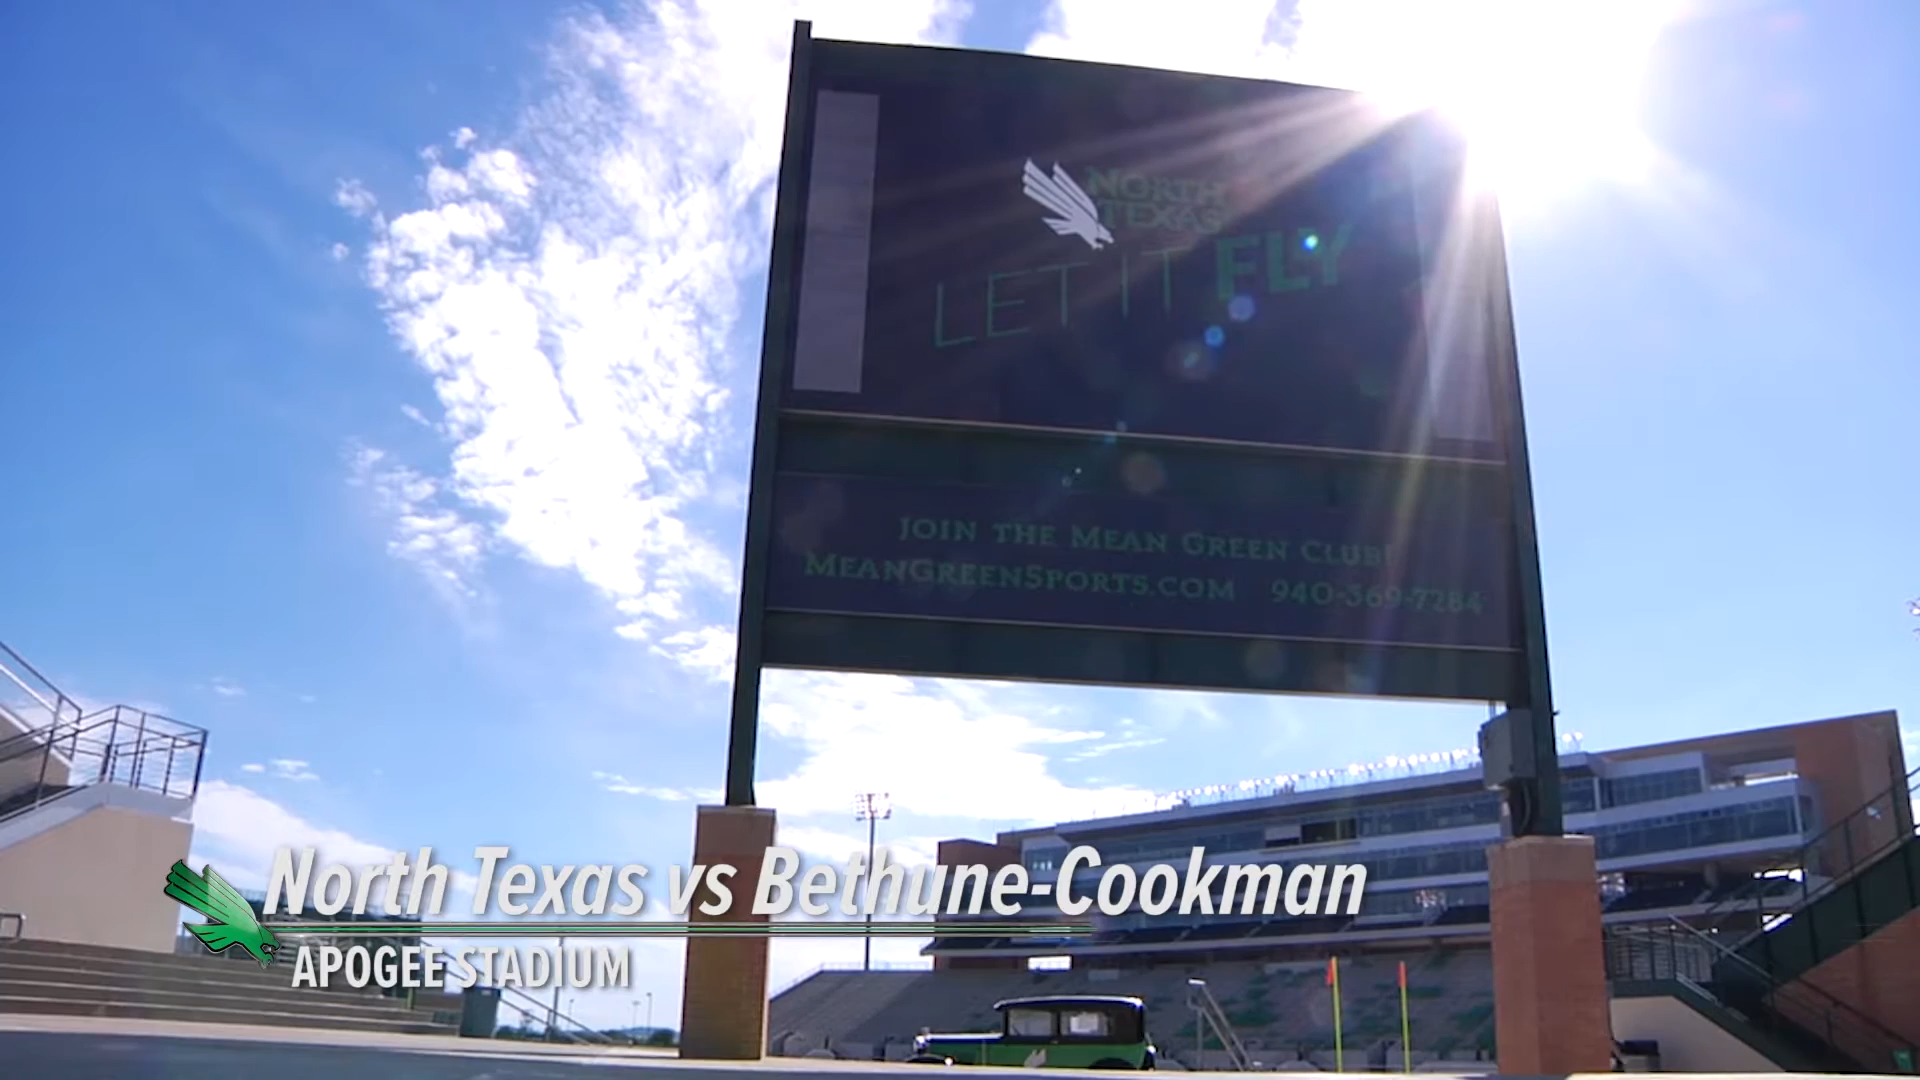 NORTH
TEXAS
LET IT FLY
JOIN THE MEAN GREEN CLUB!
MEANGREENSPORTS.COM 940-369-7284
North Texas vs Bethune-Cookman
APOGEE STADIUM